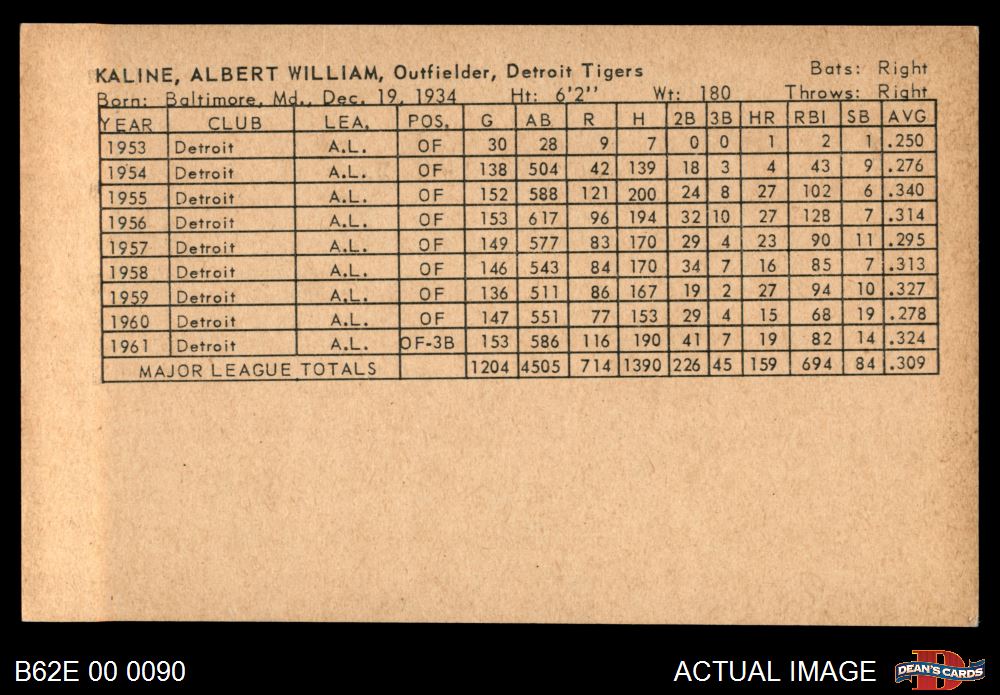 KALINE, ALBERT WILLIAM, Outfielder, Detroit Tigers Bats: Right
Born: Baltimore, Md., Dec. 19, 1934 Ht: 6'2'' Wt: 180 Throws: Right
YEAR CLUB LEA. POS. G AB R H 2B 3B HR RBI SB AVG
1953 Detroit A.L. OF 30 28 9 7 0 0 1 2 1 .250
1954 Detroit A.L. OF 138 504 42 139 18 3 4 43 9 .276
1955 Detroit A.L. OF 152 588 121 200 24 8 27 102 6 .340
1956 Detroit A.L. OF 153 617 96 194 32 10 27 128 7 .314
1957 Detroit A.L. OF 149 577 83 170 29 4 23 90 11 .295
1958 Detroit A.L. OF 146 543 84 170 34 7 16 85 7 .313
1959 Detroit A.L. OF 136 511 86 167 19 2 27 94 10 .327
1960 Detroit A.L. OF 147 551 77 153 29 4 15 68 19 .278
1961 Detroit A.L. OF-3B 153 586 116 190 41 7 19 82 14 .324
MAJOR LEAGUE TOTALS 1204 4505 714 1390 226 45 159 694 84 .309
B62E 00 0090 ACTUAL IMAGE D DEAN'S CARDS